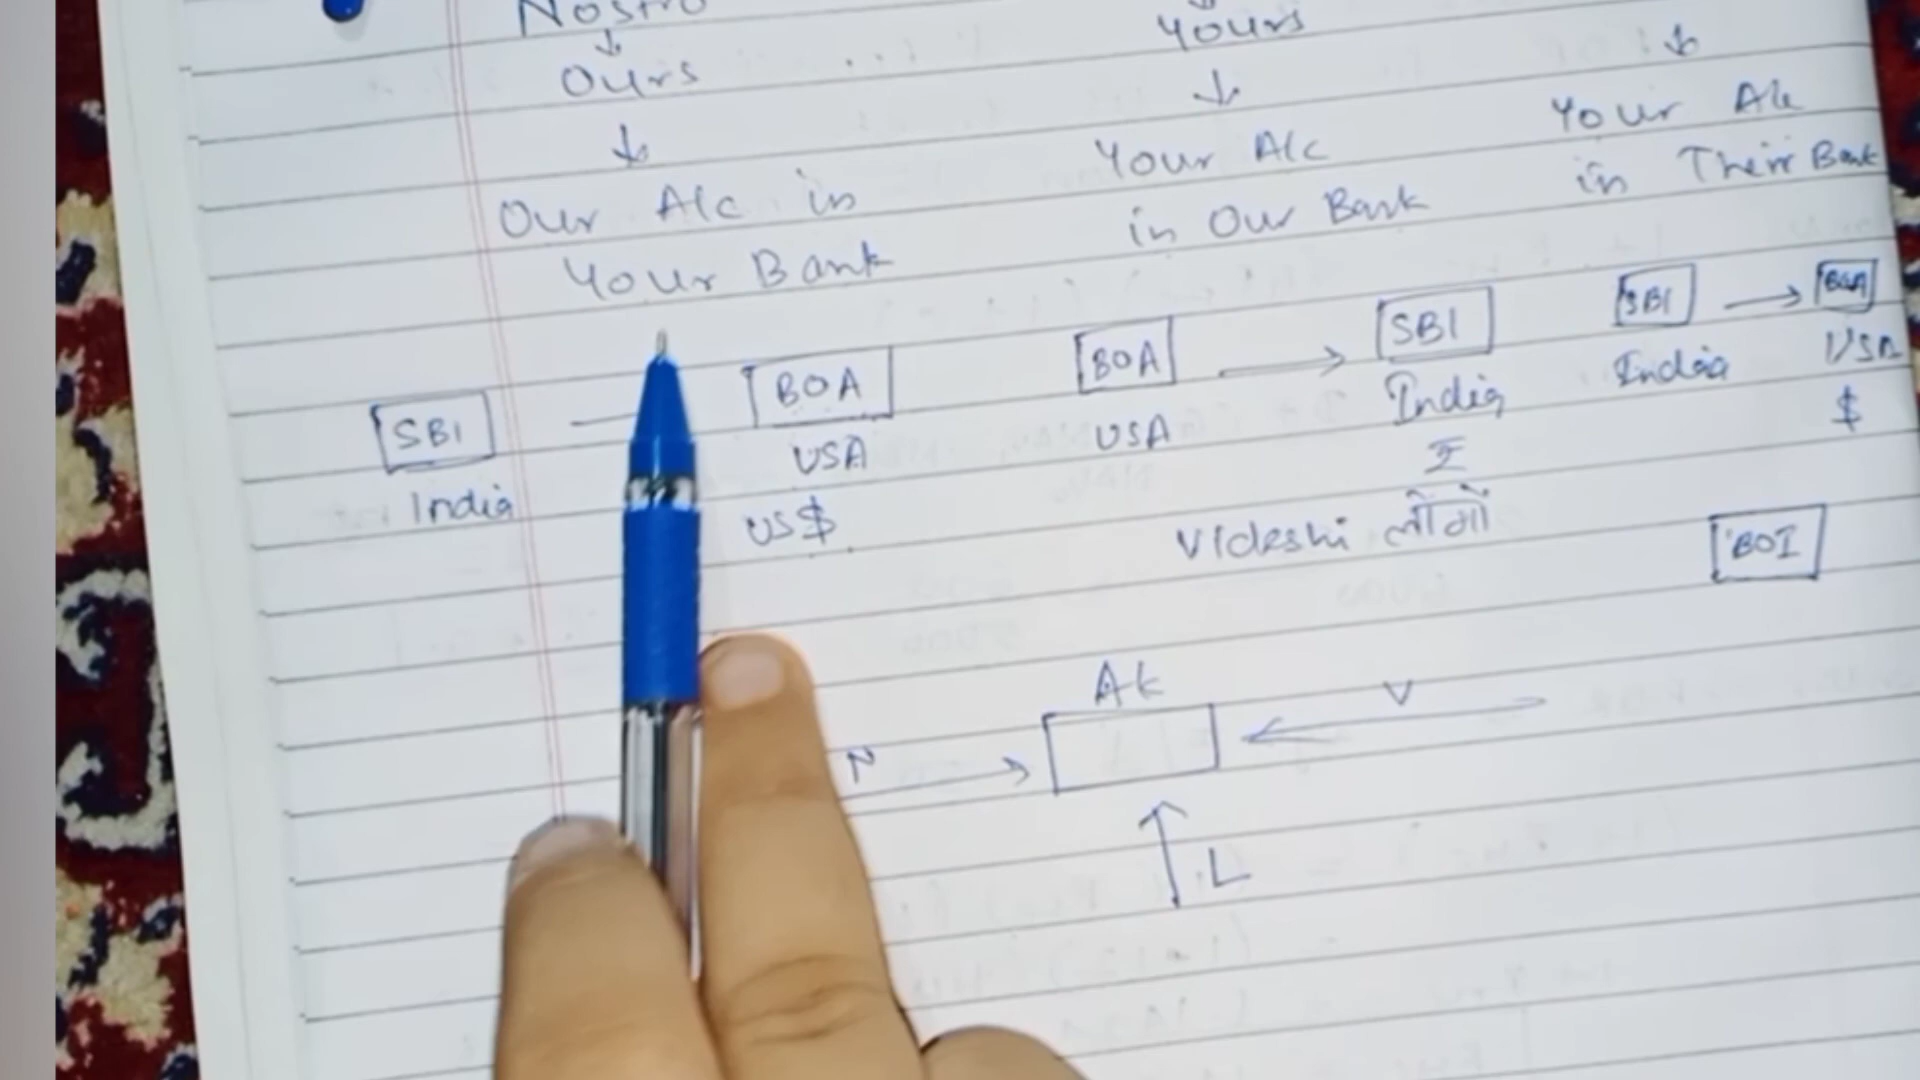 Nostro
Ours
Our A/c in
Your Bank
SBI
India
BOA
USA
US$
Yours
Your A/c
in Our Bank
BOA
USA
SBI
India
₹
Videshi लोगों
Your A/c
in Their Bank
SBI
India
BOA
USA
$
BOI
A/c
N
V
L